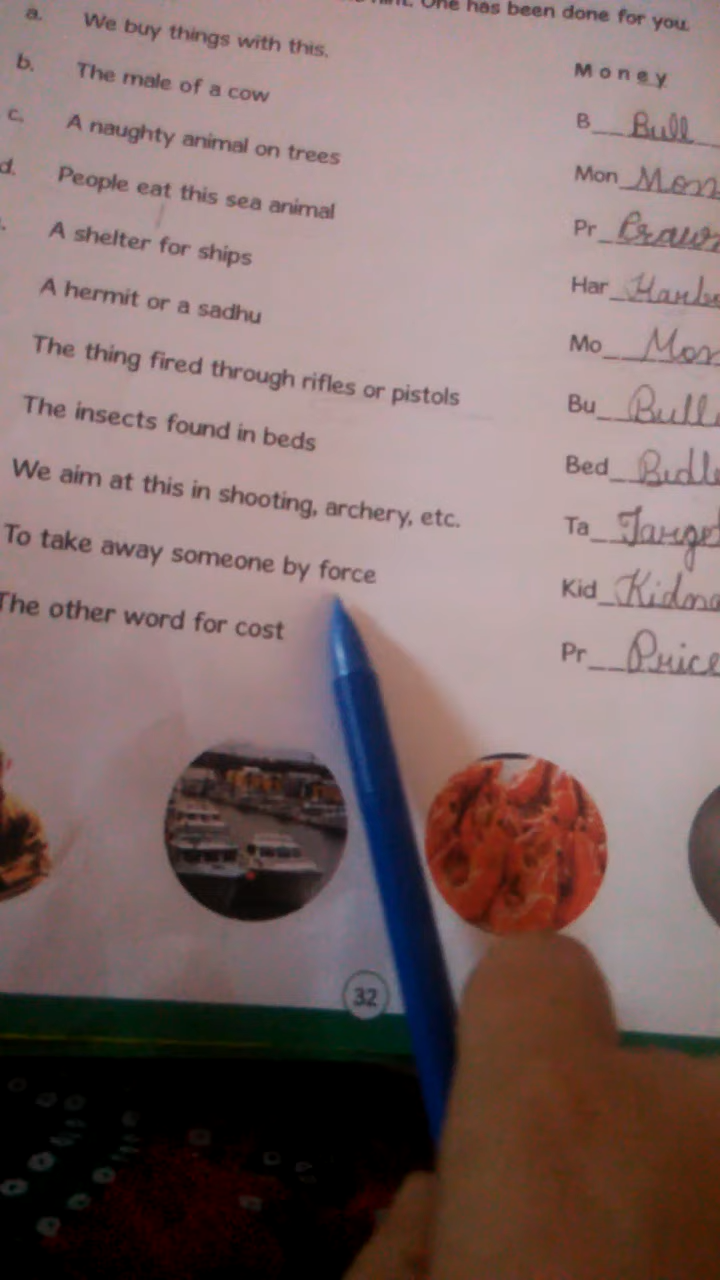 One has been done for you.
a. We buy things with this. Money
b. The male of a cow B__ Bull
c. A naughty animal on trees Mon
d. People eat this sea animal Pr
A shelter for ships Har
A hermit or a sadhu Mo
The thing fired through rifles or pistols Bu
The insects found in beds Bed
We aim at this in shooting, archery, etc. Ta
To take away someone by force Kid
The other word for cost Pr__ Price
32